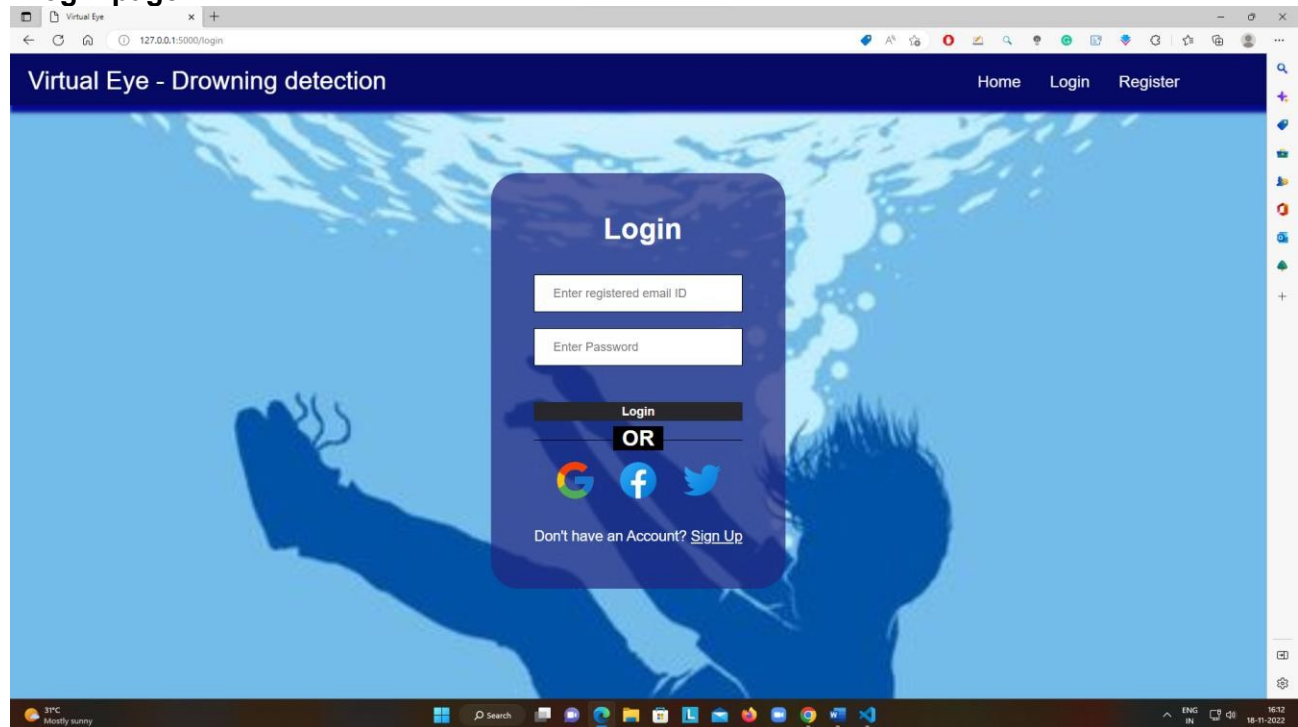 Virtual Eye
127.0.0.1:5000/login
Virtual Eye - Drowning detection
Home Login Register
Login
Enter registered email ID
Enter Password
Login
OR
Don't have an Account? Sign Up
31°C
Mostly sunny
Search
ENG
IN
16:12
18-11-2022